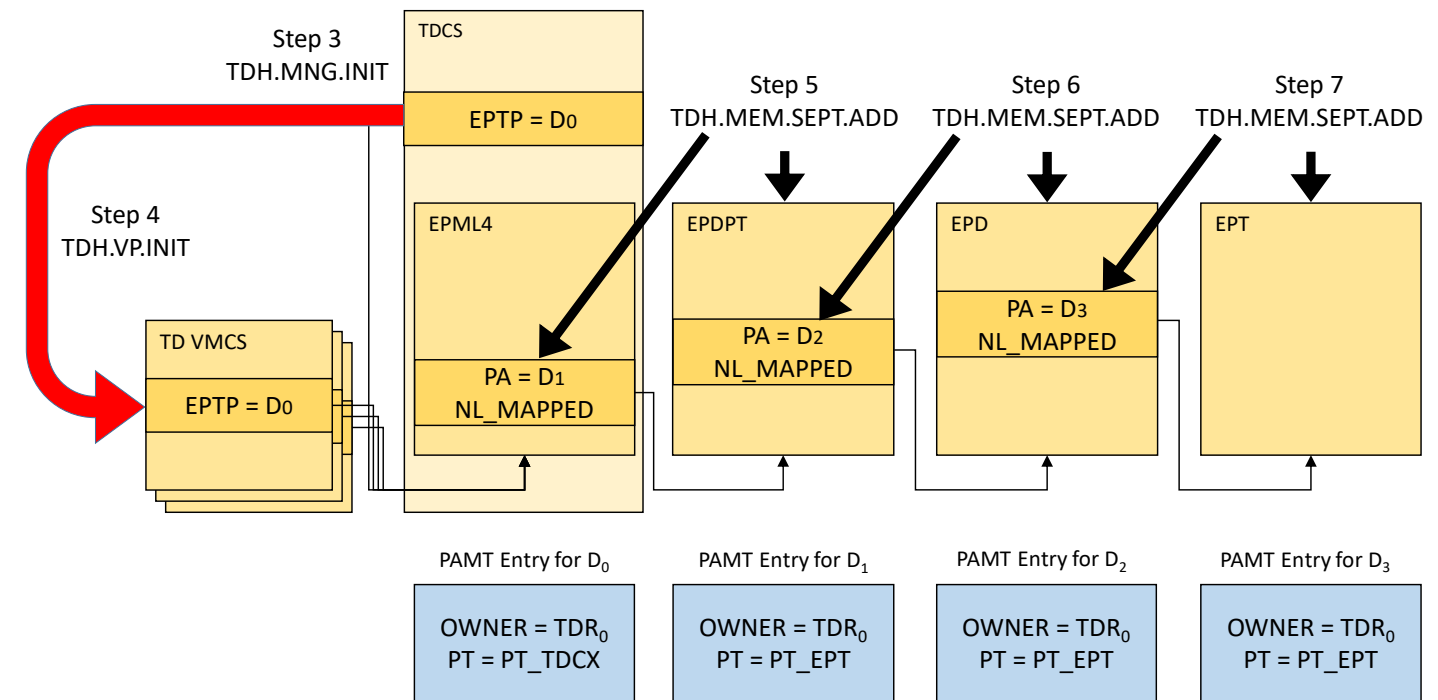 Step 3
TDH.MNG.INIT
TDCS
EPTP = D0
Step 5
TDH.MEM.SEPT.ADD
Step 6
TDH.MEM.SEPT.ADD
Step 7
TDH.MEM.SEPT.ADD
Step 4
TDH.VP.INIT
EPML4
PA = D1
NL_MAPPED
EPDPT
PA = D2
NL_MAPPED
EPD
PA = D3
NL_MAPPED
EPT
TD VMCS
EPTP = D0
PAMT Entry for D₀
PAMT Entry for D₁
PAMT Entry for D₂
PAMT Entry for D₃
OWNER = TDR₀
PT = PT_TDCX
OWNER = TDR₀
PT = PT_EPT
OWNER = TDR₀
PT = PT_EPT
OWNER = TDR₀
PT = PT_EPT